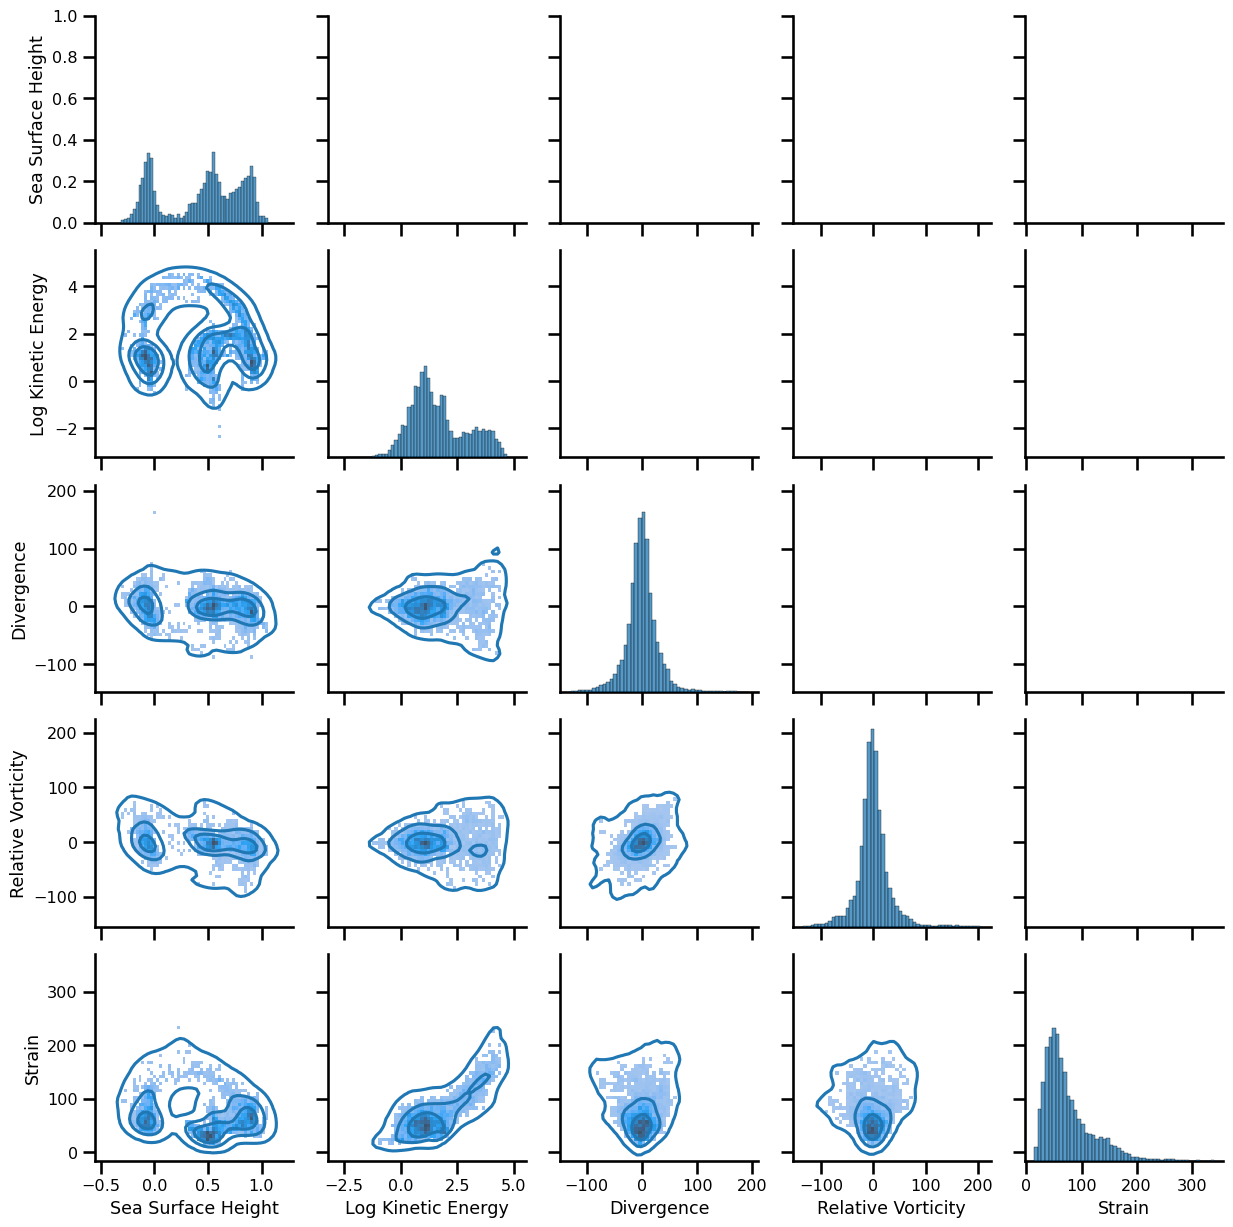 1.0
0.8
0.6
0.4
0.2
0.0
Sea Surface Height
4
2
0
−2
Log Kinetic Energy
200
100
0
−100
Divergence
200
100
0
−100
Relative Vorticity
300
200
100
0
Strain
−0.5 0.0 0.5 1.0
−2.5 0.0 2.5 5.0
−100 0 100 200
−100 0 100 200
0 100 200 300
Sea Surface Height
Log Kinetic Energy
Divergence
Relative Vorticity
Strain